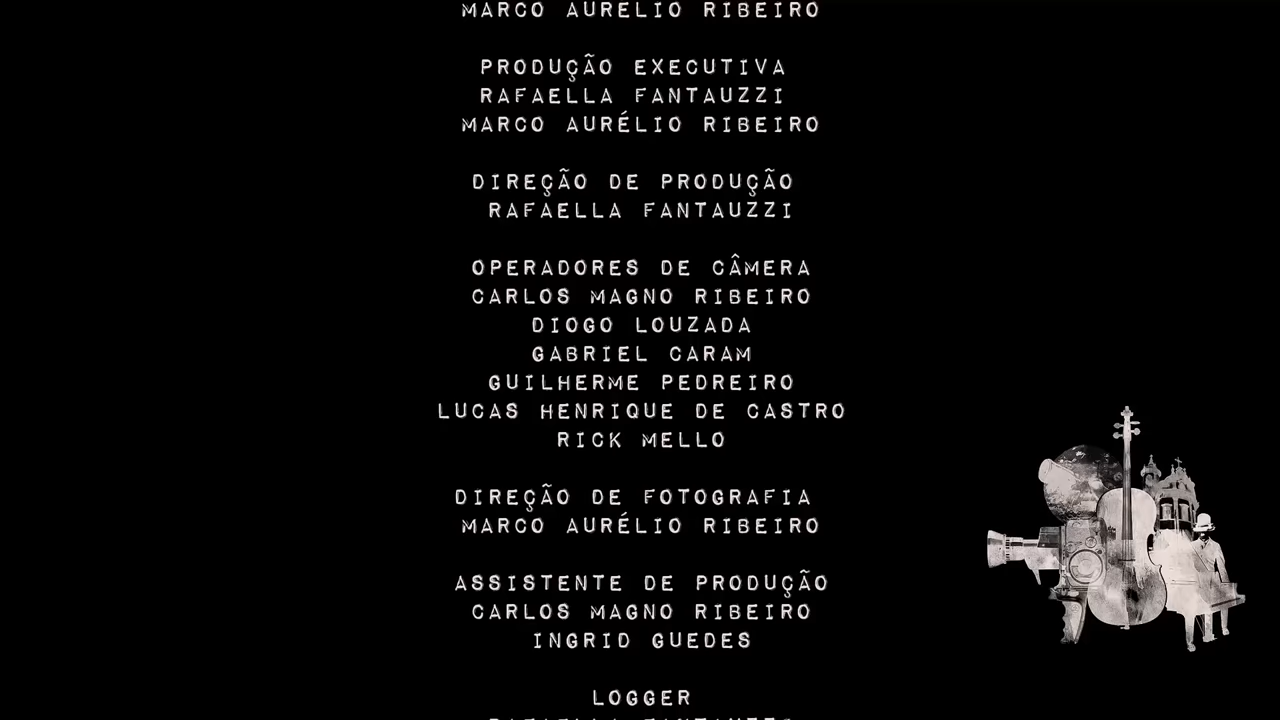 MARCO AURÉLIO RIBEIRO
PRODUÇÃO EXECUTIVA
RAFAELLA FANTAUZZI
MARCO AURÉLIO RIBEIRO
DIREÇÃO DE PRODUÇÃO
RAFAELLA FANTAUZZI
OPERADORES DE CÂMERA
CARLOS MAGNO RIBEIRO
DIOGO LOUZADA
GABRIEL CARAM
GUILHERME PEDREIRO
LUCAS HENRIQUE DE CASTRO
RICK MELLO
DIREÇÃO DE FOTOGRAFIA
MARCO AURÉLIO RIBEIRO
ASSISTENTE DE PRODUÇÃO
CARLOS MAGNO RIBEIRO
INGRID GUEDES
LOGGER